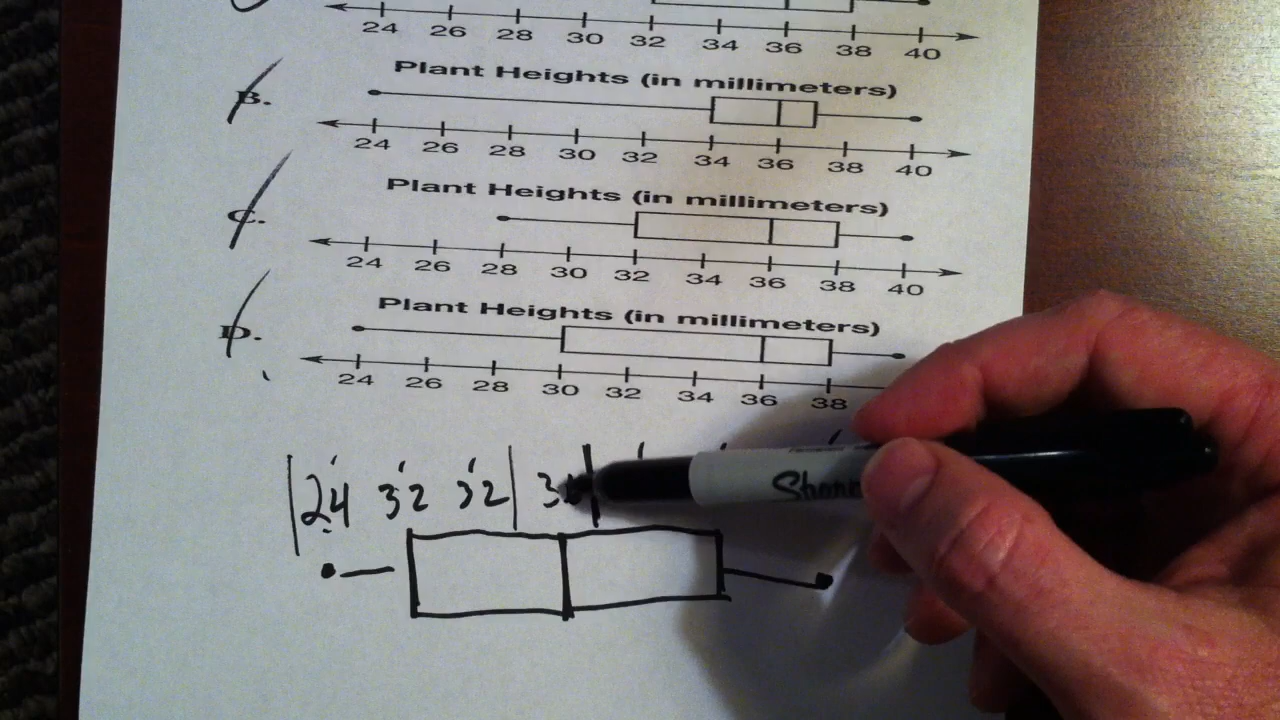 24 26 28 30 32 34 36 38 40
Plant Heights (in millimeters)
B.
24 26 28 30 32 34 36 38 40
Plant Heights (in millimeters)
C.
24 26 28 30 32 34 36 38 40
Plant Heights (in millimeters)
D.
24 26 28 30 32 34 36 38
24 32 32